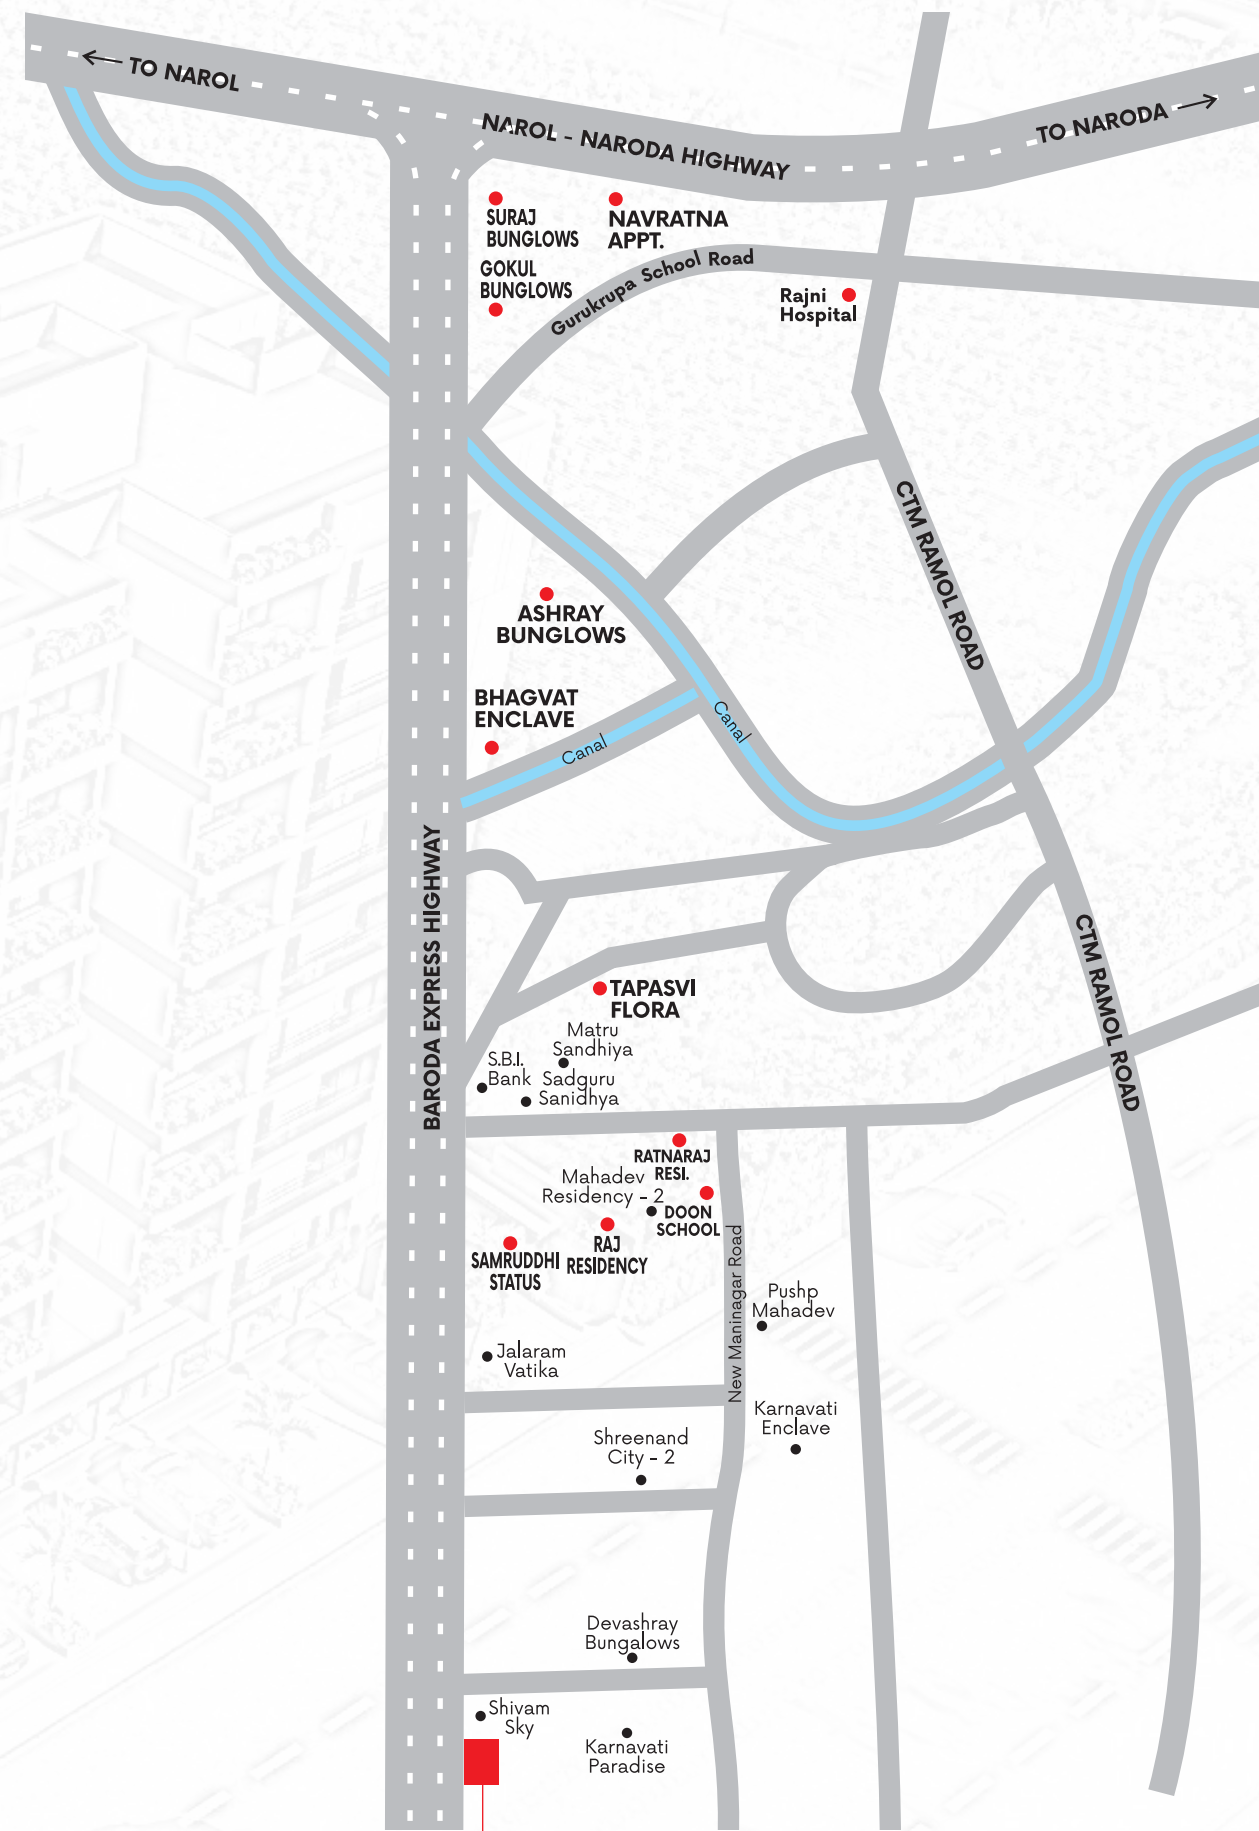 TO NAROL
NAROL - NARODA HIGHWAY
TO NARODA
SURAJ
BUNGLOWS
NAVRATNA
APPT.
GOKUL
BUNGLOWS
Gurukrupa School Road
Rajni
Hospital
CTM RAMOL ROAD
ASHRAY
BUNGLOWS
BHAGVAT
ENCLAVE
Canal
Canal
BARODA EXPRESS HIGHWAY
CTM RAMOL ROAD
TAPASVI
FLORA
Matru
Sandhiya
S.B.I.
Bank
Sadguru
Sanidhya
RATNARAJ
RESI.
Mahadev
Residency - 2
DOON
SCHOOL
RAJ
RESIDENCY
SAMRUDDHI
STATUS
New Maninagar Road
Pushp
Mahadev
Jalaram
Vatika
Karnavati
Enclave
Shreenand
City - 2
Devashray
Bungalows
Shivam
Sky
Karnavati
Paradise